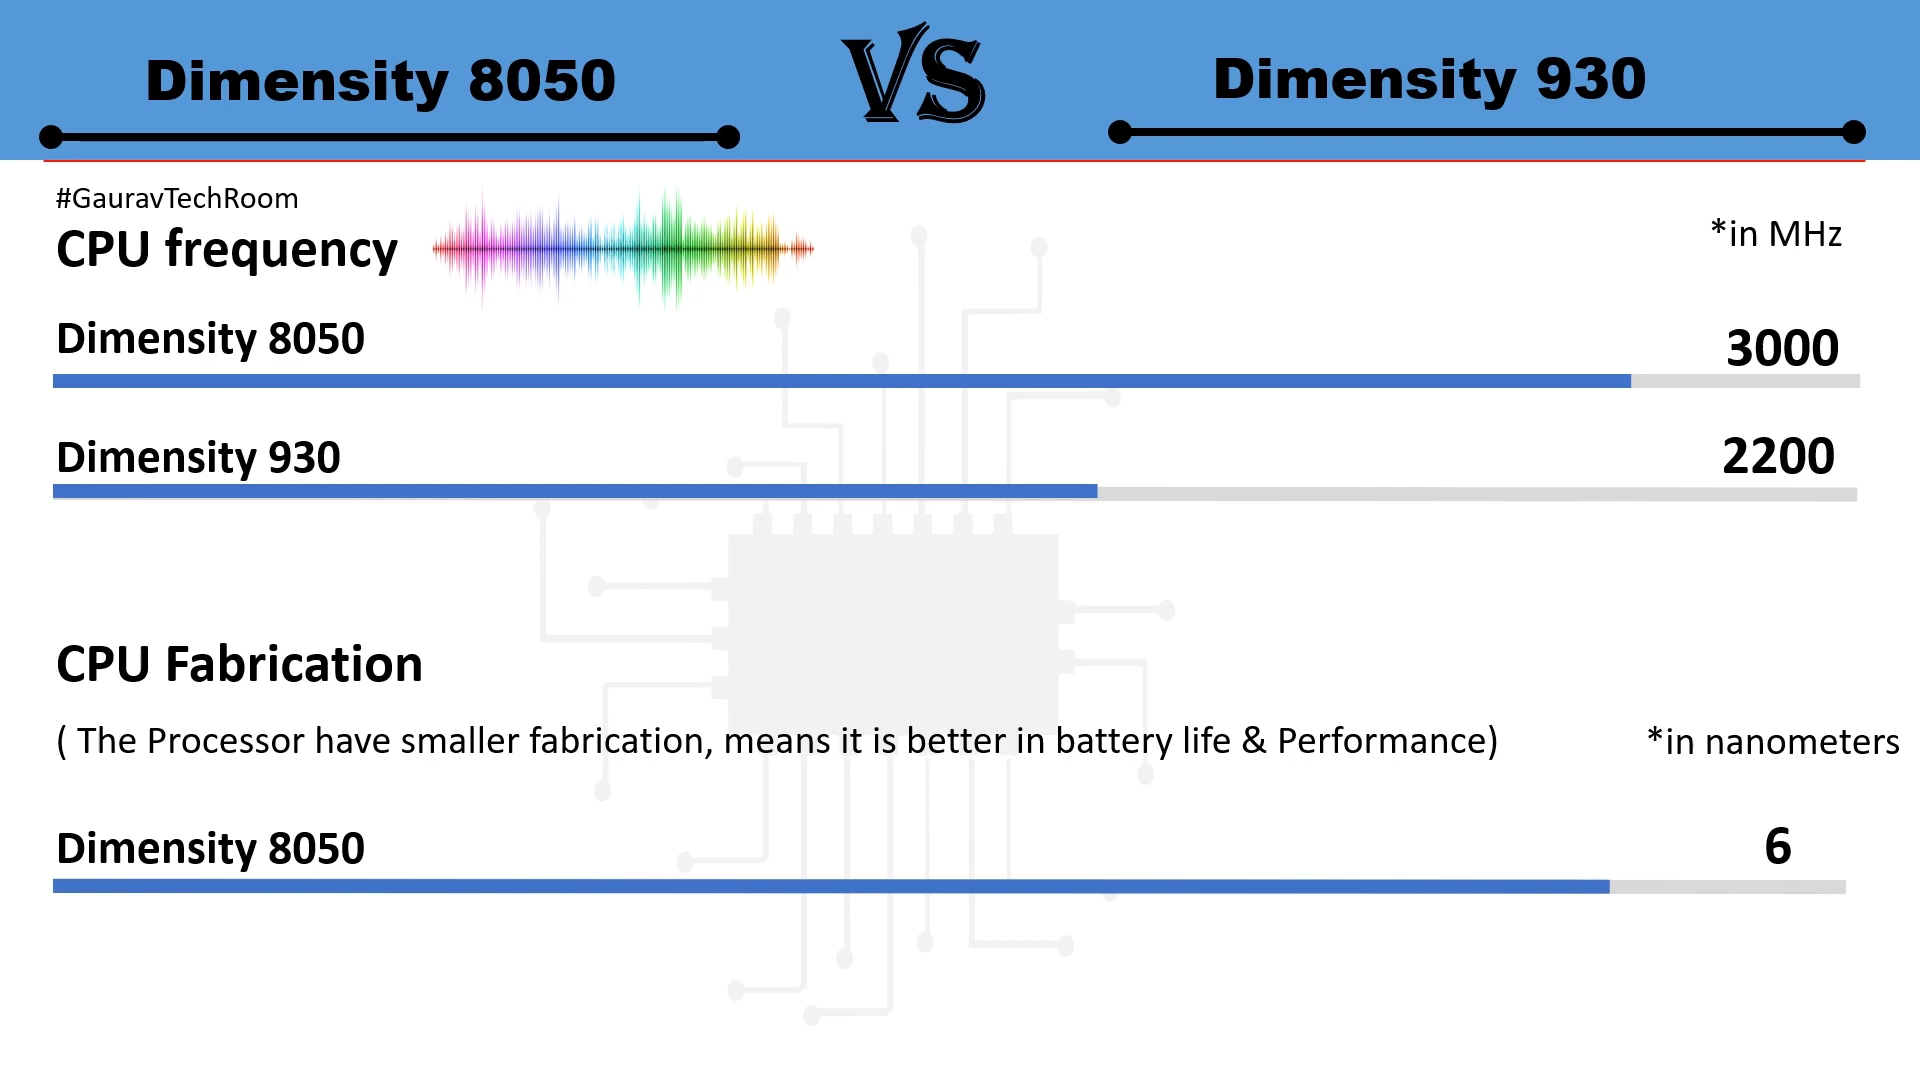 Dimensity 8050 VS Dimensity 930
#GauravTechRoom
CPU frequency
*in MHz
Dimensity 8050 3000
Dimensity 930 2200
CPU Fabrication
( The Processor have smaller fabrication, means it is better in battery life & Performance) *in nanometers
Dimensity 8050 6